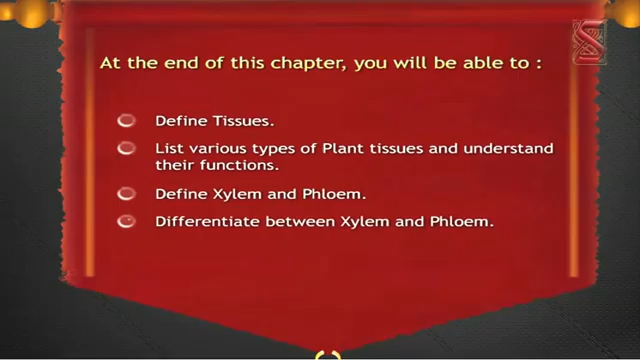 At the end of this chapter, you will be able to :
Define Tissues.
List various types of Plant tissues and understand
their functions.
Define Xylem and Phloem.
Differentiate between Xylem and Phloem.